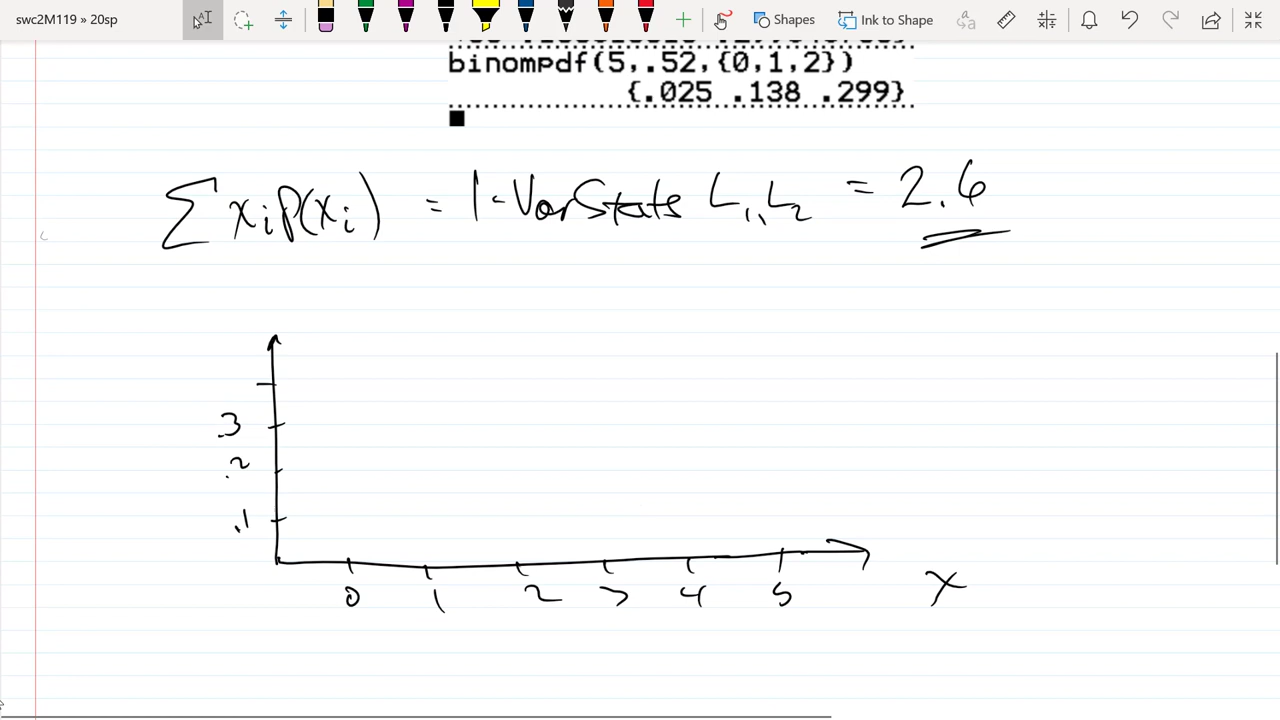 swc2M119 » 20sp
Shapes
Ink to Shape
binompdf(5,.52,{0,1,2})
{.025 .138 .299}
∑ xᵢP(xᵢ) = 1-VarStats L₁,L₂ = 2.6
.3
.2
.1
0 1 2 3 4 5 x